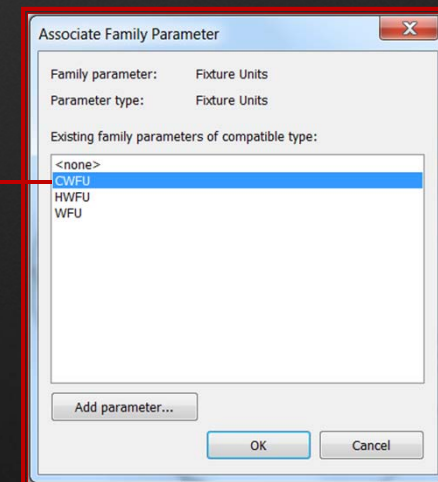 Associate Family Parameter
Family parameter: Fixture Units
Parameter type: Fixture Units
Existing family parameters of compatible type:
<none>
CWFU
HWFU
WFU
Add parameter...
OK Cancel